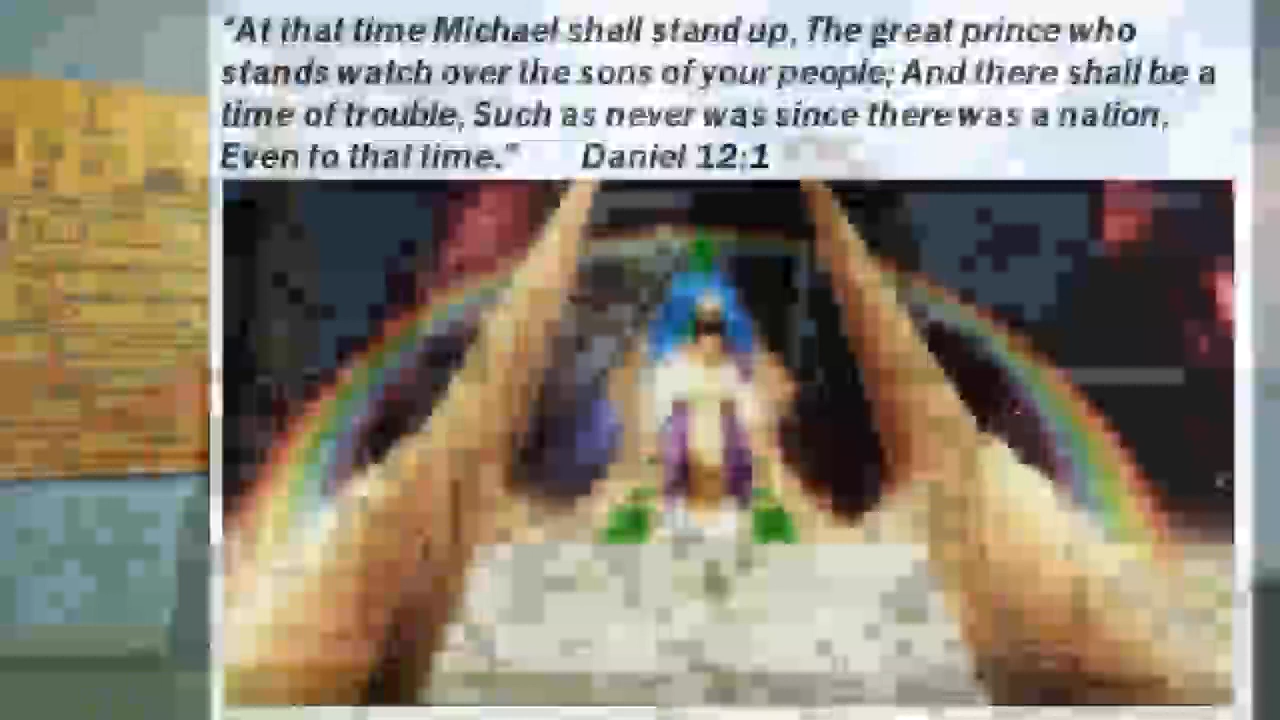 "At that time Michael shall stand up, The great prince who
stands watch over the sons of your people; And there shall be a
time of trouble, Such as never was since there was a nation,
Even to that time." Daniel 12:1